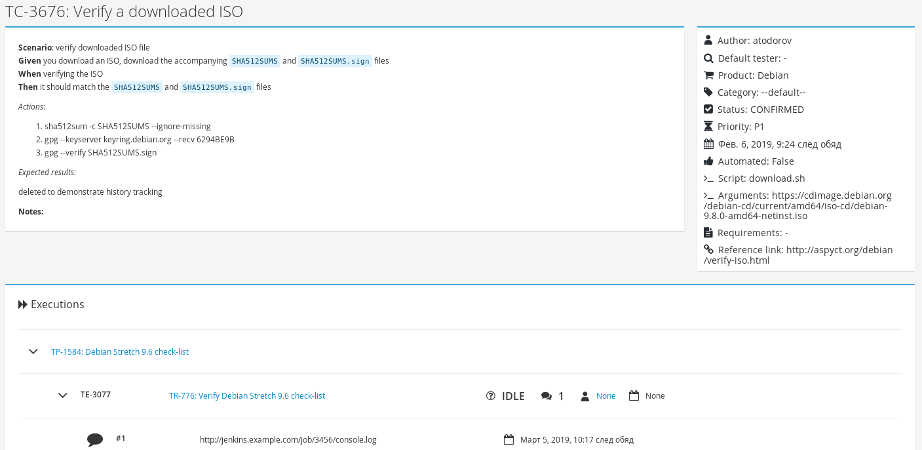 TC-3676: Verify a downloaded ISO
Scenario: verify downloaded ISO file
Given you download an ISO, download the accompanying SHA512SUMS and SHA512SUMS.sign files
When verifying the ISO
Then it should match the SHA512SUMS and SHA512SUMS.sign files
Actions:
1. sha512sum -c SHA512SUMS --ignore-missing
2. gpg --keyserver keyring.debian.org --recv 6294BE9B
3. gpg --verify SHA512SUMS.sign
Expected results:
deleted to demonstrate history tracking
Notes:
Author: atodorov
Default tester: -
Product: Debian
Category: --default--
Status: CONFIRMED
Priority: P1
Фев. 6, 2019, 9:24 след обяд
Automated: False
Script: download.sh
Arguments: https://cdimage.debian.org
/debian-cd/current/amd64/iso-cd/debian-
9.8.0-amd64-netinst.iso
Requirements: -
Reference link: http://aspyct.org/debian
/verify-iso.html
Executions
TP-1584: Debian Stretch 9.6 check-list
TE-3077 TR-776: Verify Debian Stretch 9.6 check-list IDLE 1 None None
#1 http://jenkins.example.com/job/3456/console.log Март 5, 2019, 10:17 след обяд